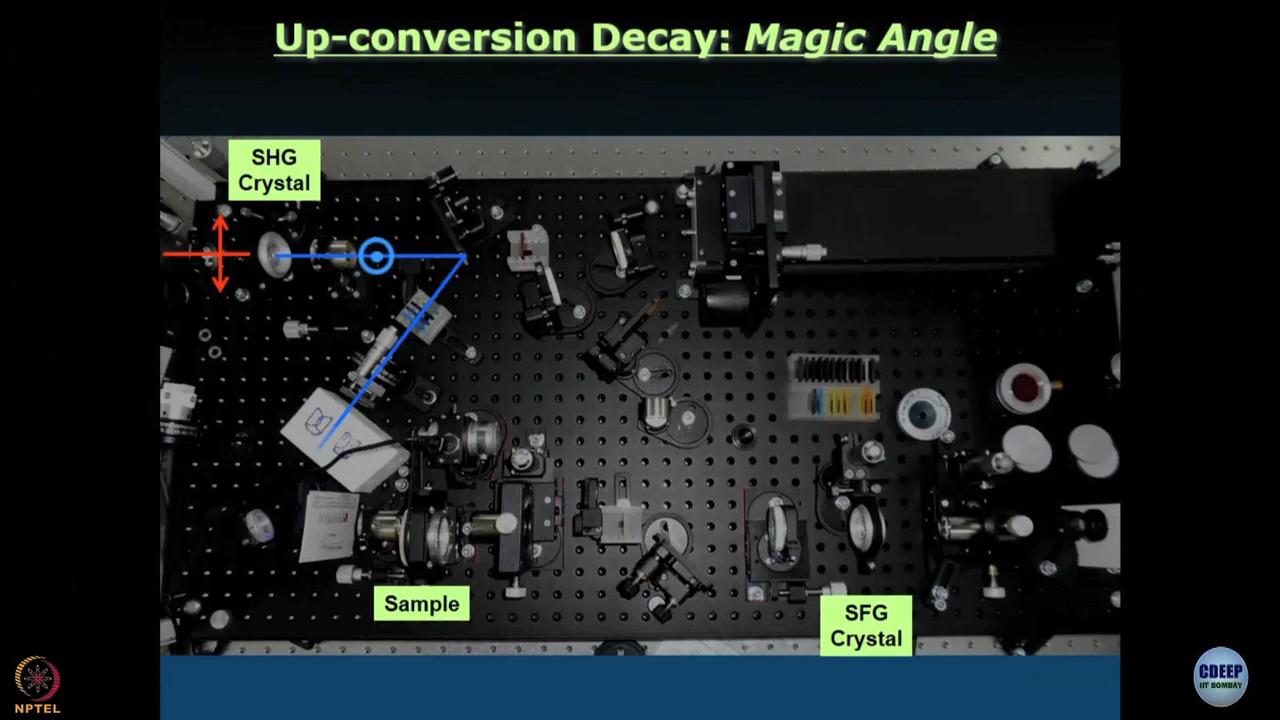 Up-conversion Decay: Magic Angle
SHG
Crystal
Sample
SFG
Crystal
NPTEL
CDEEP
IIT BOMBAY